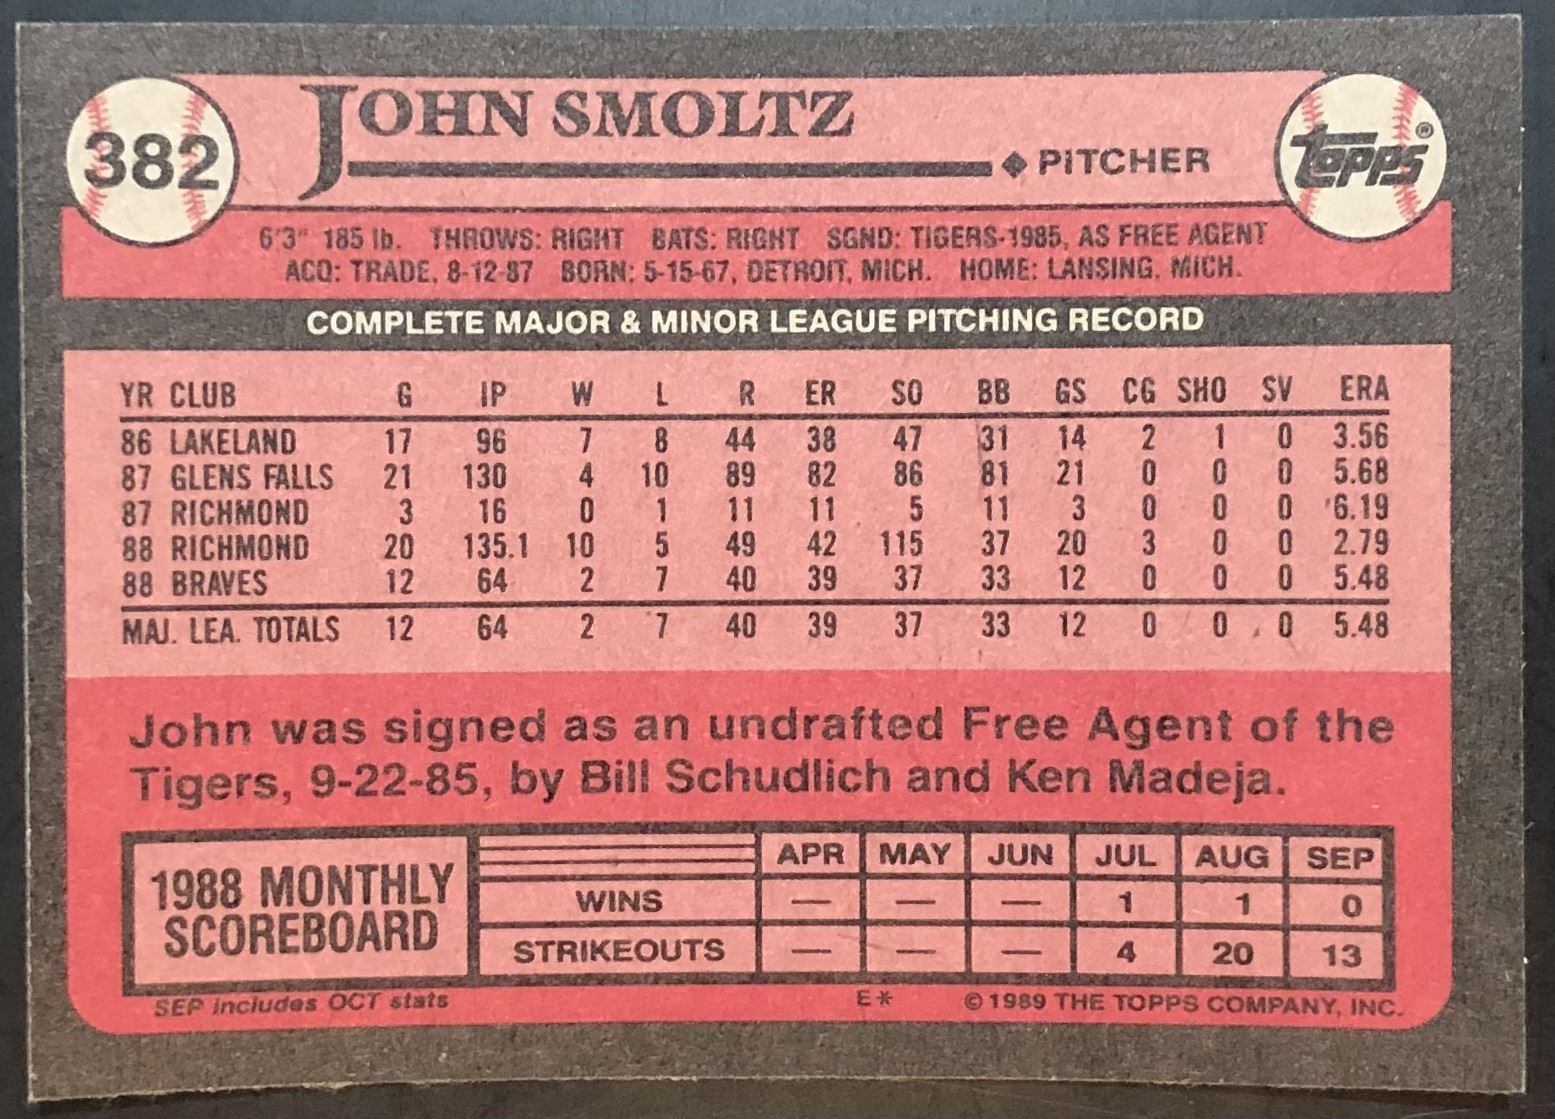 382
JOHN SMOLTZ
PITCHER
topps®
6'3" 185 lb. THROWS: RIGHT BATS: RIGHT SGND: TIGERS-1985, AS FREE AGENT
ACQ: TRADE, 8-12-87 BORN: 5-15-67, DETROIT, MICH. HOME: LANSING, MICH.
COMPLETE MAJOR & MINOR LEAGUE PITCHING RECORD
YR CLUB G IP W L R ER SO BB GS CG SHO SV ERA
86 LAKELAND 17 96 7 8 44 38 47 31 14 2 1 0 3.56
87 GLENS FALLS 21 130 4 10 89 82 86 81 21 0 0 0 5.68
87 RICHMOND 3 16 0 1 11 11 5 11 3 0 0 0 6.19
88 RICHMOND 20 135.1 10 5 49 42 115 37 20 3 0 0 2.79
88 BRAVES 12 64 2 7 40 39 37 33 12 0 0 0 5.48
MAJ. LEA. TOTALS 12 64 2 7 40 39 37 33 12 0 0 0 5.48
John was signed as an undrafted Free Agent of the
Tigers, 9-22-85, by Bill Schudlich and Ken Madeja.
1988 MONTHLY
SCOREBOARD
APR MAY JUN JUL AUG SEP
WINS — — — 1 1 0
STRIKEOUTS — — — 4 20 13
SEP includes OCT stats
E* © 1989 THE TOPPS COMPANY, INC.